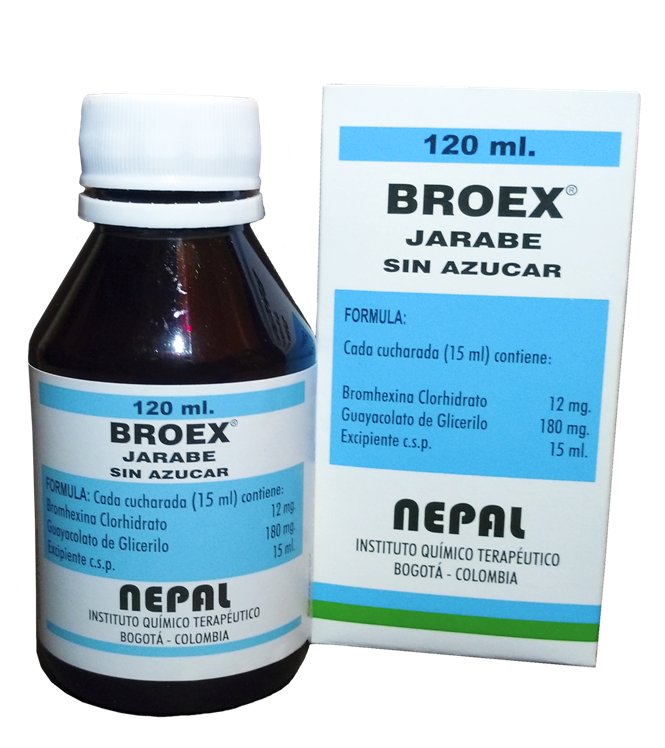 120 ml.
BROEX®
JARABE
SIN AZUCAR
FORMULA: Cada cucharada (15 ml) contiene:
Bromhexina Clorhidrato 12 mg.
Guayacolato de Glicerilo 180 mg.
Excipiente c.s.p. 15 ml.
NEPAL
INSTITUTO QUÍMICO TERAPÉUTICO
BOGOTÁ - COLOMBIA
120 ml.
BROEX®
JARABE
SIN AZUCAR
FORMULA:
Cada cucharada (15 ml) contiene:
Bromhexina Clorhidrato 12 mg.
Guayacolato de Glicerilo 180 mg.
Excipiente c.s.p. 15 ml.
NEPAL
INSTITUTO QUÍMICO TERAPÉUTICO
BOGOTÁ - COLOMBIA